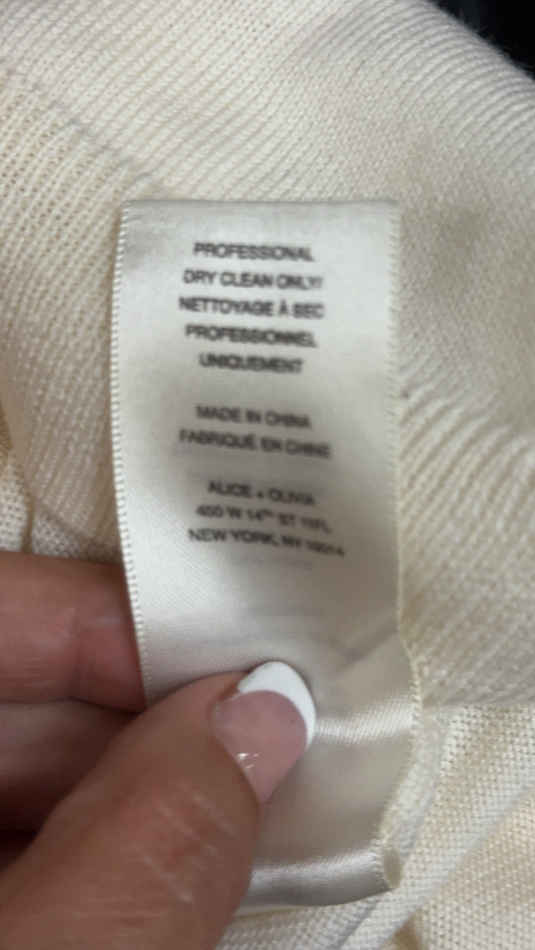 PROFESSIONAL
DRY CLEAN ONLY!
NETTOYAGE À SEC
PROFESSIONNEL
UNIQUEMENT
MADE IN CHINA
FABRIQUÉ EN CHINE
ALICE + OLIVIA
450 W 14TH ST 11FL
NEW YORK, NY 10014